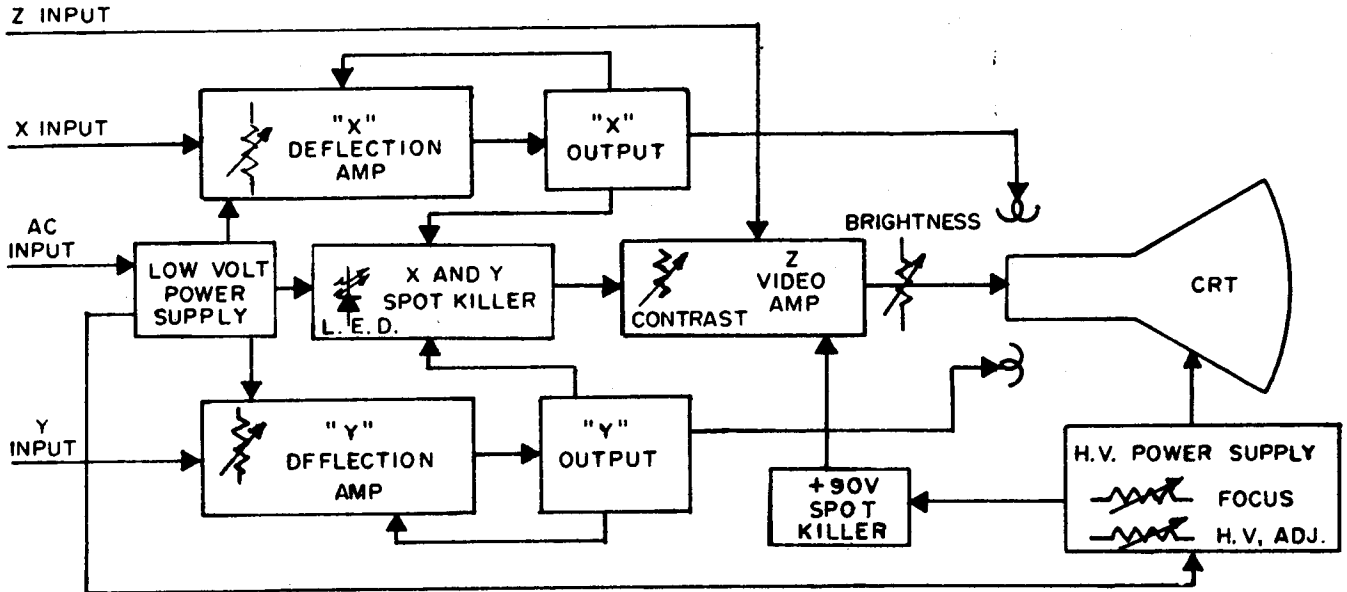 Z INPUT
X INPUT
"X"
DEFLECTION
AMP
"X"
OUTPUT
AC
INPUT
LOW VOLT
POWER
SUPPLY
X AND Y
SPOT KILLER
L. E. D.
Z
VIDEO
AMP
CONTRAST
BRIGHTNESS
CRT
Y
INPUT
"Y"
DFFLECTION
AMP
"Y"
OUTPUT
+90V
SPOT
KILLER
H.V. POWER SUPPLY
FOCUS
H.V, ADJ.